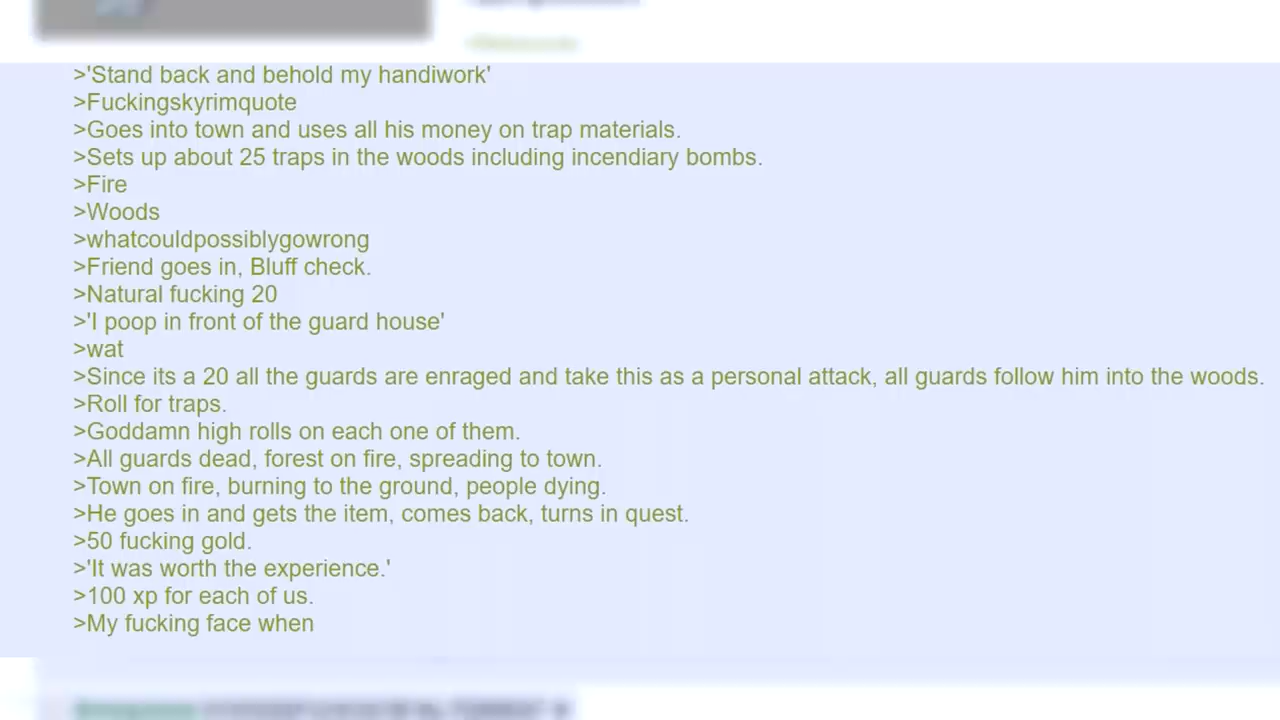 >'Stand back and behold my handiwork'
>Fuckingskyrimquote
>Goes into town and uses all his money on trap materials.
>Sets up about 25 traps in the woods including incendiary bombs.
>Fire
>Woods
>whatcouldpossiblygowrong
>Friend goes in, Bluff check.
>Natural fucking 20
>'I poop in front of the guard house'
>wat
>Since its a 20 all the guards are enraged and take this as a personal attack, all guards follow him into the woods.
>Roll for traps.
>Goddamn high rolls on each one of them.
>All guards dead, forest on fire, spreading to town.
>Town on fire, burning to the ground, people dying.
>He goes in and gets the item, comes back, turns in quest.
>50 fucking gold.
>'It was worth the experience.'
>100 xp for each of us.
>My fucking face when